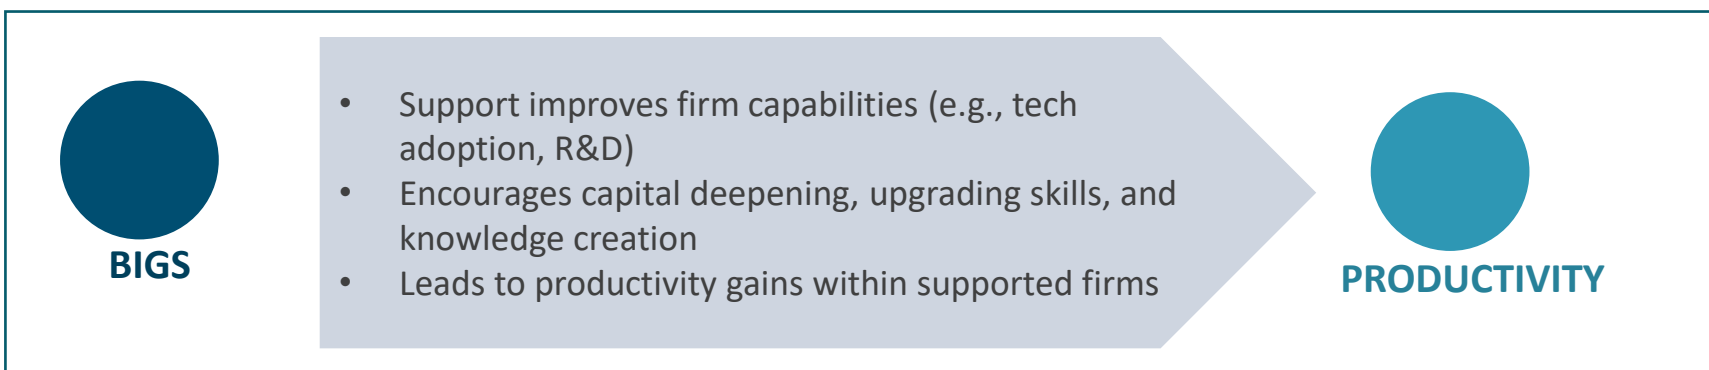 BIGS
• Support improves firm capabilities (e.g., tech
adoption, R&D)
• Encourages capital deepening, upgrading skills, and
knowledge creation
• Leads to productivity gains within supported firms
PRODUCTIVITY